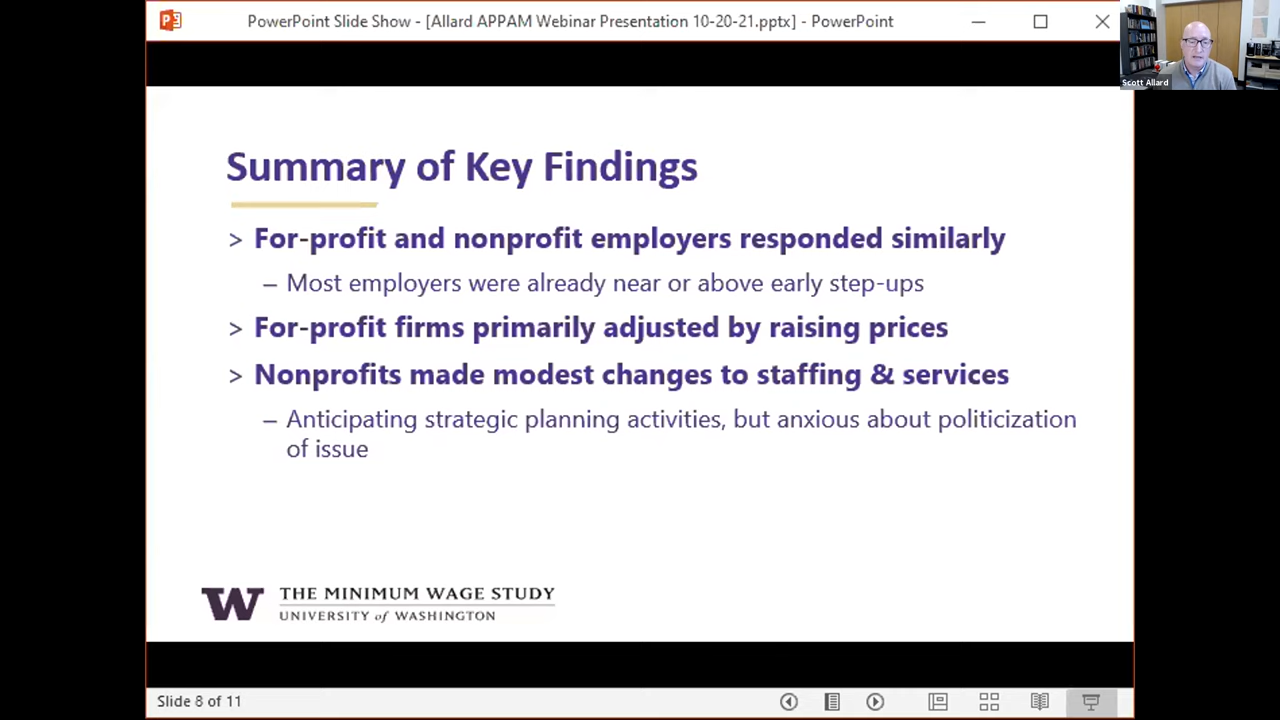 PowerPoint Slide Show - [Allard APPAM Webinar Presentation 10-20-21.pptx] - PowerPoint
Scott Allard
Summary of Key Findings
> For-profit and nonprofit employers responded similarly
– Most employers were already near or above early step-ups
> For-profit firms primarily adjusted by raising prices
> Nonprofits made modest changes to staffing & services
– Anticipating strategic planning activities, but anxious about politicization
of issue
W THE MINIMUM WAGE STUDY
UNIVERSITY of WASHINGTON
Slide 8 of 11